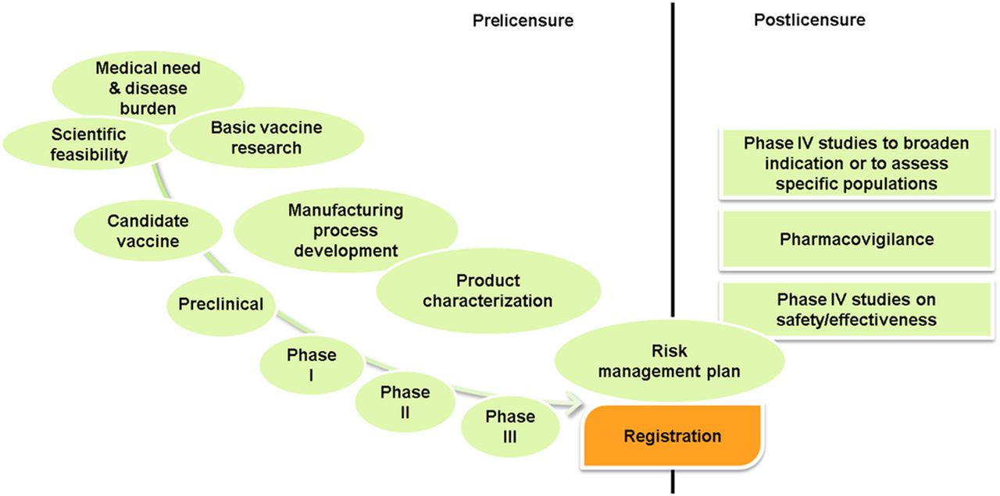 Prelicensure
Postlicensure
Medical need
& disease
burden
Scientific
feasibility
Basic vaccine
research
Candidate
vaccine
Manufacturing
process
development
Product
characterization
Preclinical
Phase
I
Phase
II
Phase
III
Risk
management plan
Registration
Phase IV studies to broaden
indication or to assess
specific populations
Pharmacovigilance
Phase IV studies on
safety/effectiveness